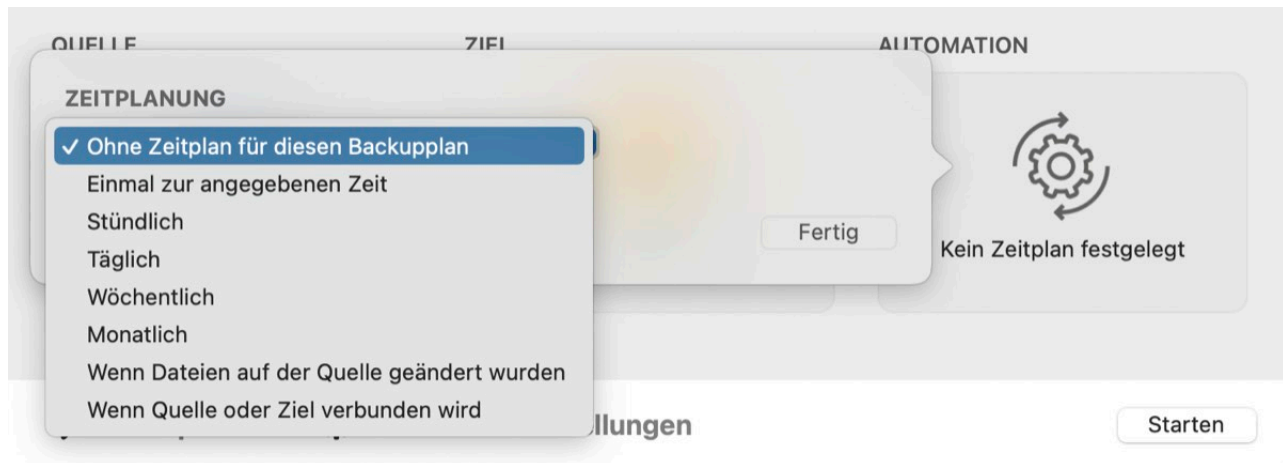 QUELLE ZIEL AUTOMATION
ZEITPLANUNG
✓ Ohne Zeitplan für diesen Backupplan
Einmal zur angegebenen Zeit
Stündlich
Täglich
Wöchentlich
Monatlich
Wenn Dateien auf der Quelle geändert wurden
Wenn Quelle oder Ziel verbunden wird
Fertig
Kein Zeitplan festgelegt
llungen
Starten